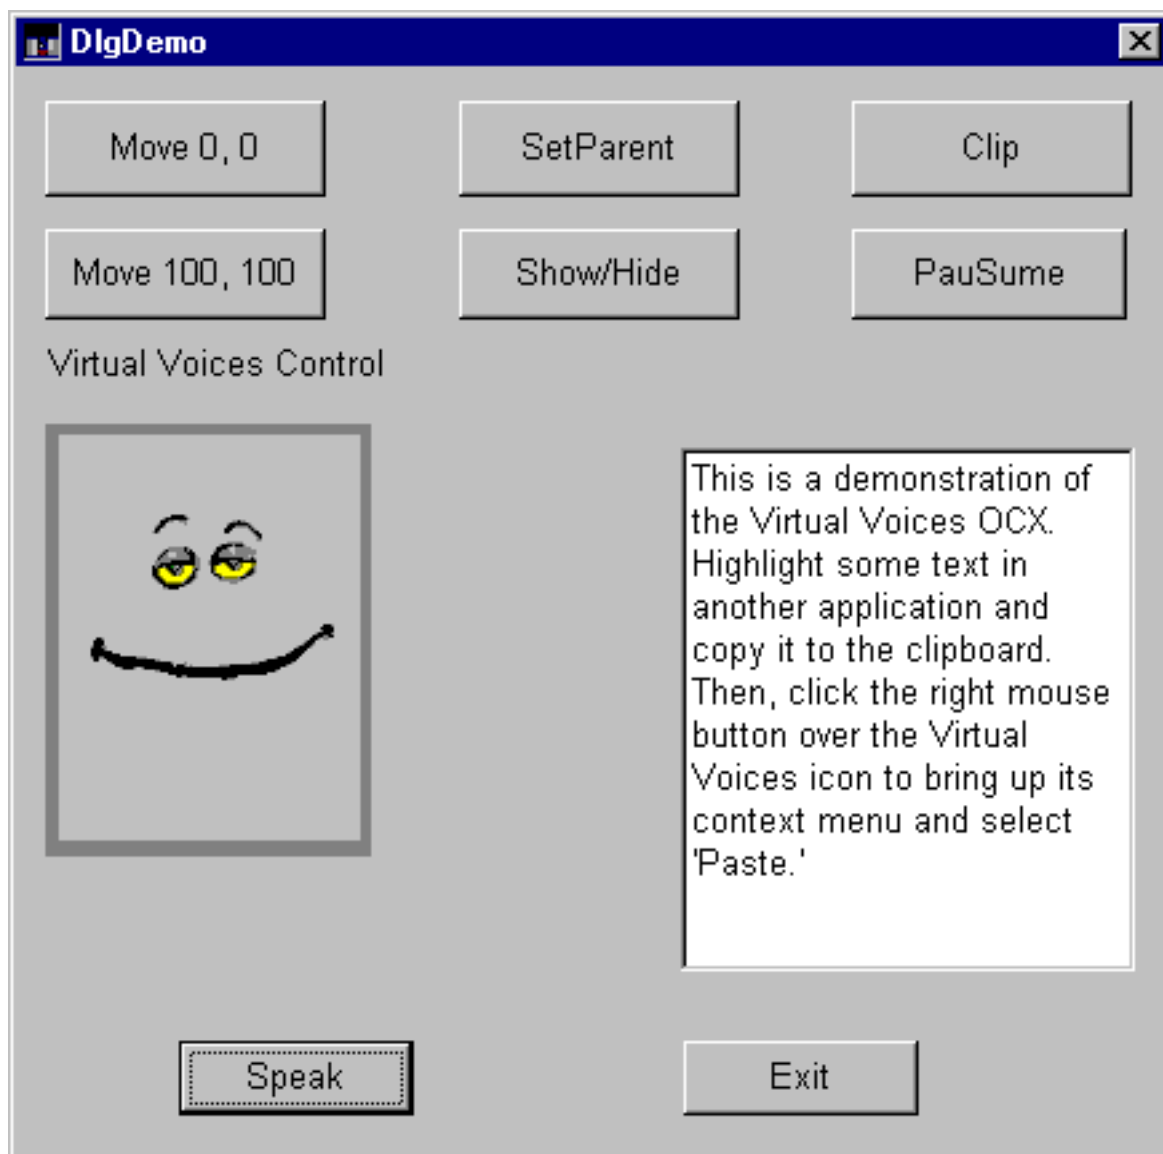 DlgDemo
Move 0, 0
SetParent
Clip
Move 100, 100
Show/Hide
PauSume
Virtual Voices Control
This is a demonstration of
the Virtual Voices OCX.
Highlight some text in
another application and
copy it to the clipboard.
Then, click the right mouse
button over the Virtual
Voices icon to bring up its
context menu and select
'Paste.'
Speak
Exit